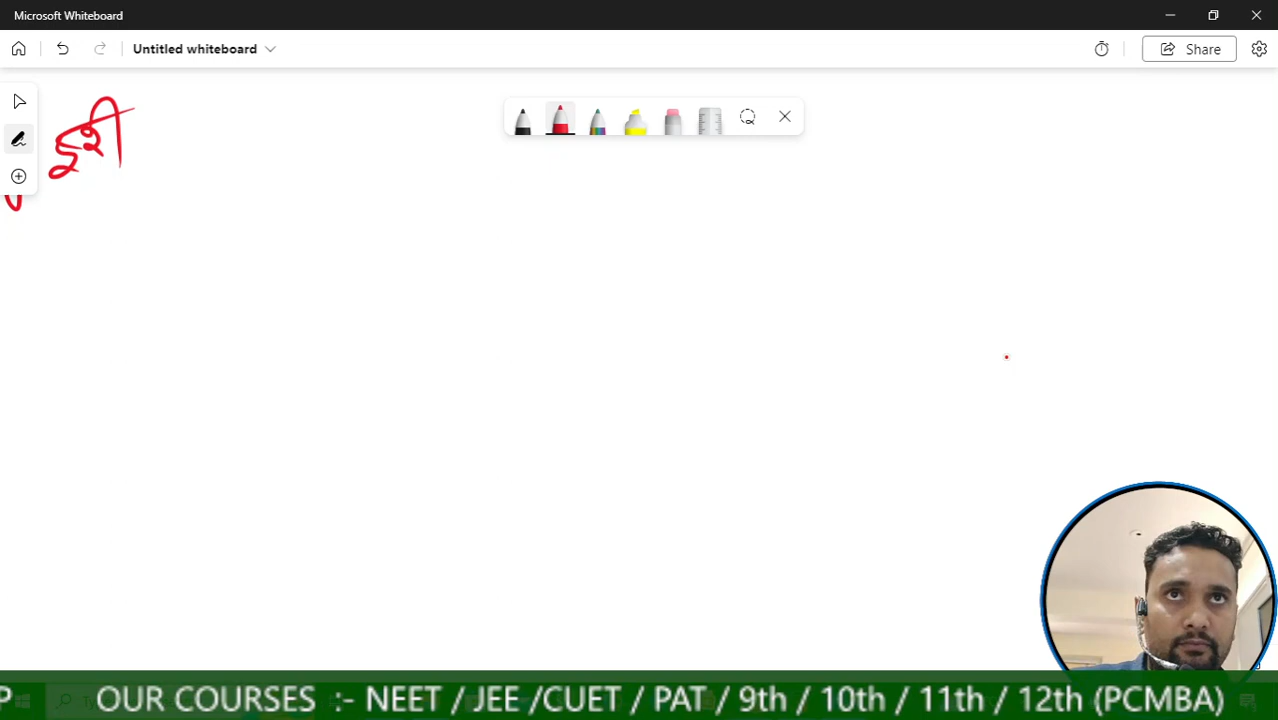 Microsoft Whiteboard
Untitled whiteboard
Share
P OUR COURSES :- NEET / JEE /CUET / PAT / 9th / 10th / 11th / 12th (PCMBA)